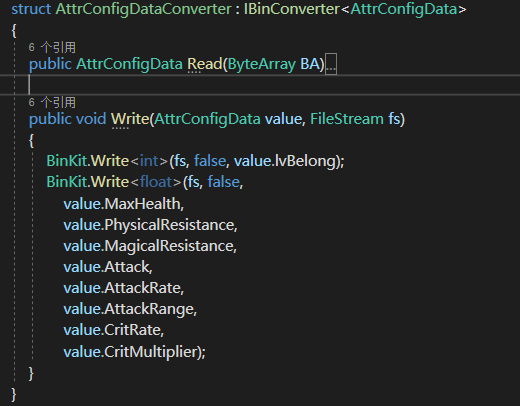 struct AttrConfigDataConverter : IBinConverter<AttrConfigData>
{
6 个引用
public AttrConfigData Read(ByteArray BA)...
6 个引用
public void Write(AttrConfigData value, FileStream fs)
{
BinKit.Write<int>(fs, false, value.lvBelong);
BinKit.Write<float>(fs, false,
value.MaxHealth,
value.PhysicalResistance,
value.MagicalResistance,
value.Attack,
value.AttackRate,
value.AttackRange,
value.CritRate,
value.CritMultiplier);
}
}